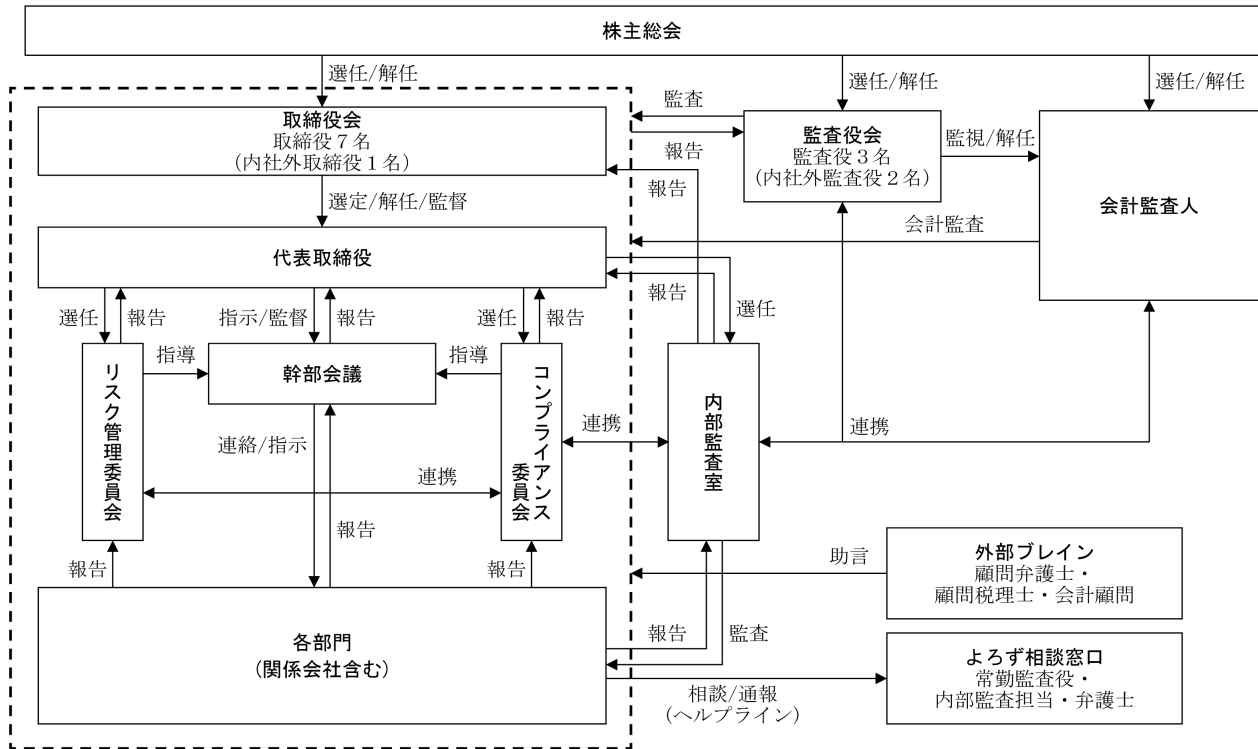 株主総会
選任/解任
選任/解任
選任/解任
取締役会
取締役７名
(内社外取締役１名)
監査
報告
監査役会
監査役３名
(内社外監査役２名)
監視/解任
会計監査人
報告
選定/解任/監督
会計監査
代表取締役
報告
選任
選任
報告
指示/監督
報告
選任
報告
リスク管理委員会
指導
幹部会議
指導
コンプライアンス
委員会
内部監査室
連携
連携
連絡/指示
連携
報告
報告
報告
助言
外部ブレイン
顧問弁護士・
顧問税理士・会計顧問
各部門
(関係会社含む)
報告
監査
相談/通報
(ヘルプライン)
よろず相談窓口
常勤監査役・
内部監査担当・弁護士